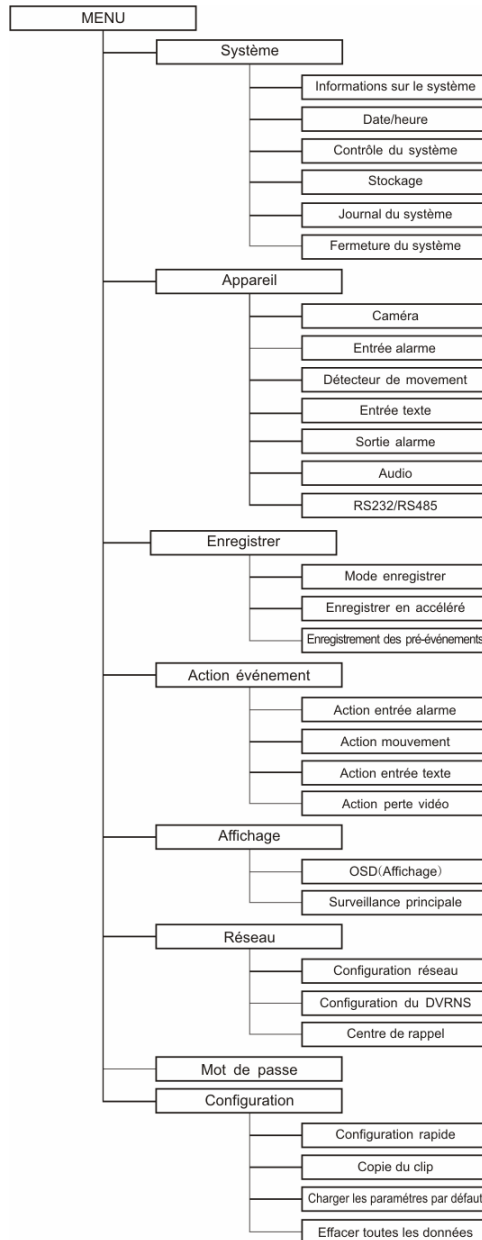 MENU
Système
Informations sur le système
Date/heure
Contrôle du système
Stockage
Journal du système
Fermeture du système
Appareil
Caméra
Entrée alarme
Détecteur de movement
Entrée texte
Sortie alarme
Audio
RS232/RS485
Enregistrer
Mode enregistrer
Enregistrer en accéléré
Enregistrement des pré-événements
Action événement
Action entrée alarme
Action mouvement
Action entrée texte
Action perte vidéo
Affichage
OSD(Affichage)
Surveillance principale
Réseau
Configuration réseau
Configuration du DVRNS
Centre de rappel
Mot de passe
Configuration
Configuration rapide
Copie du clip
Charger les paramétres par défaut
Effacer toutes les données